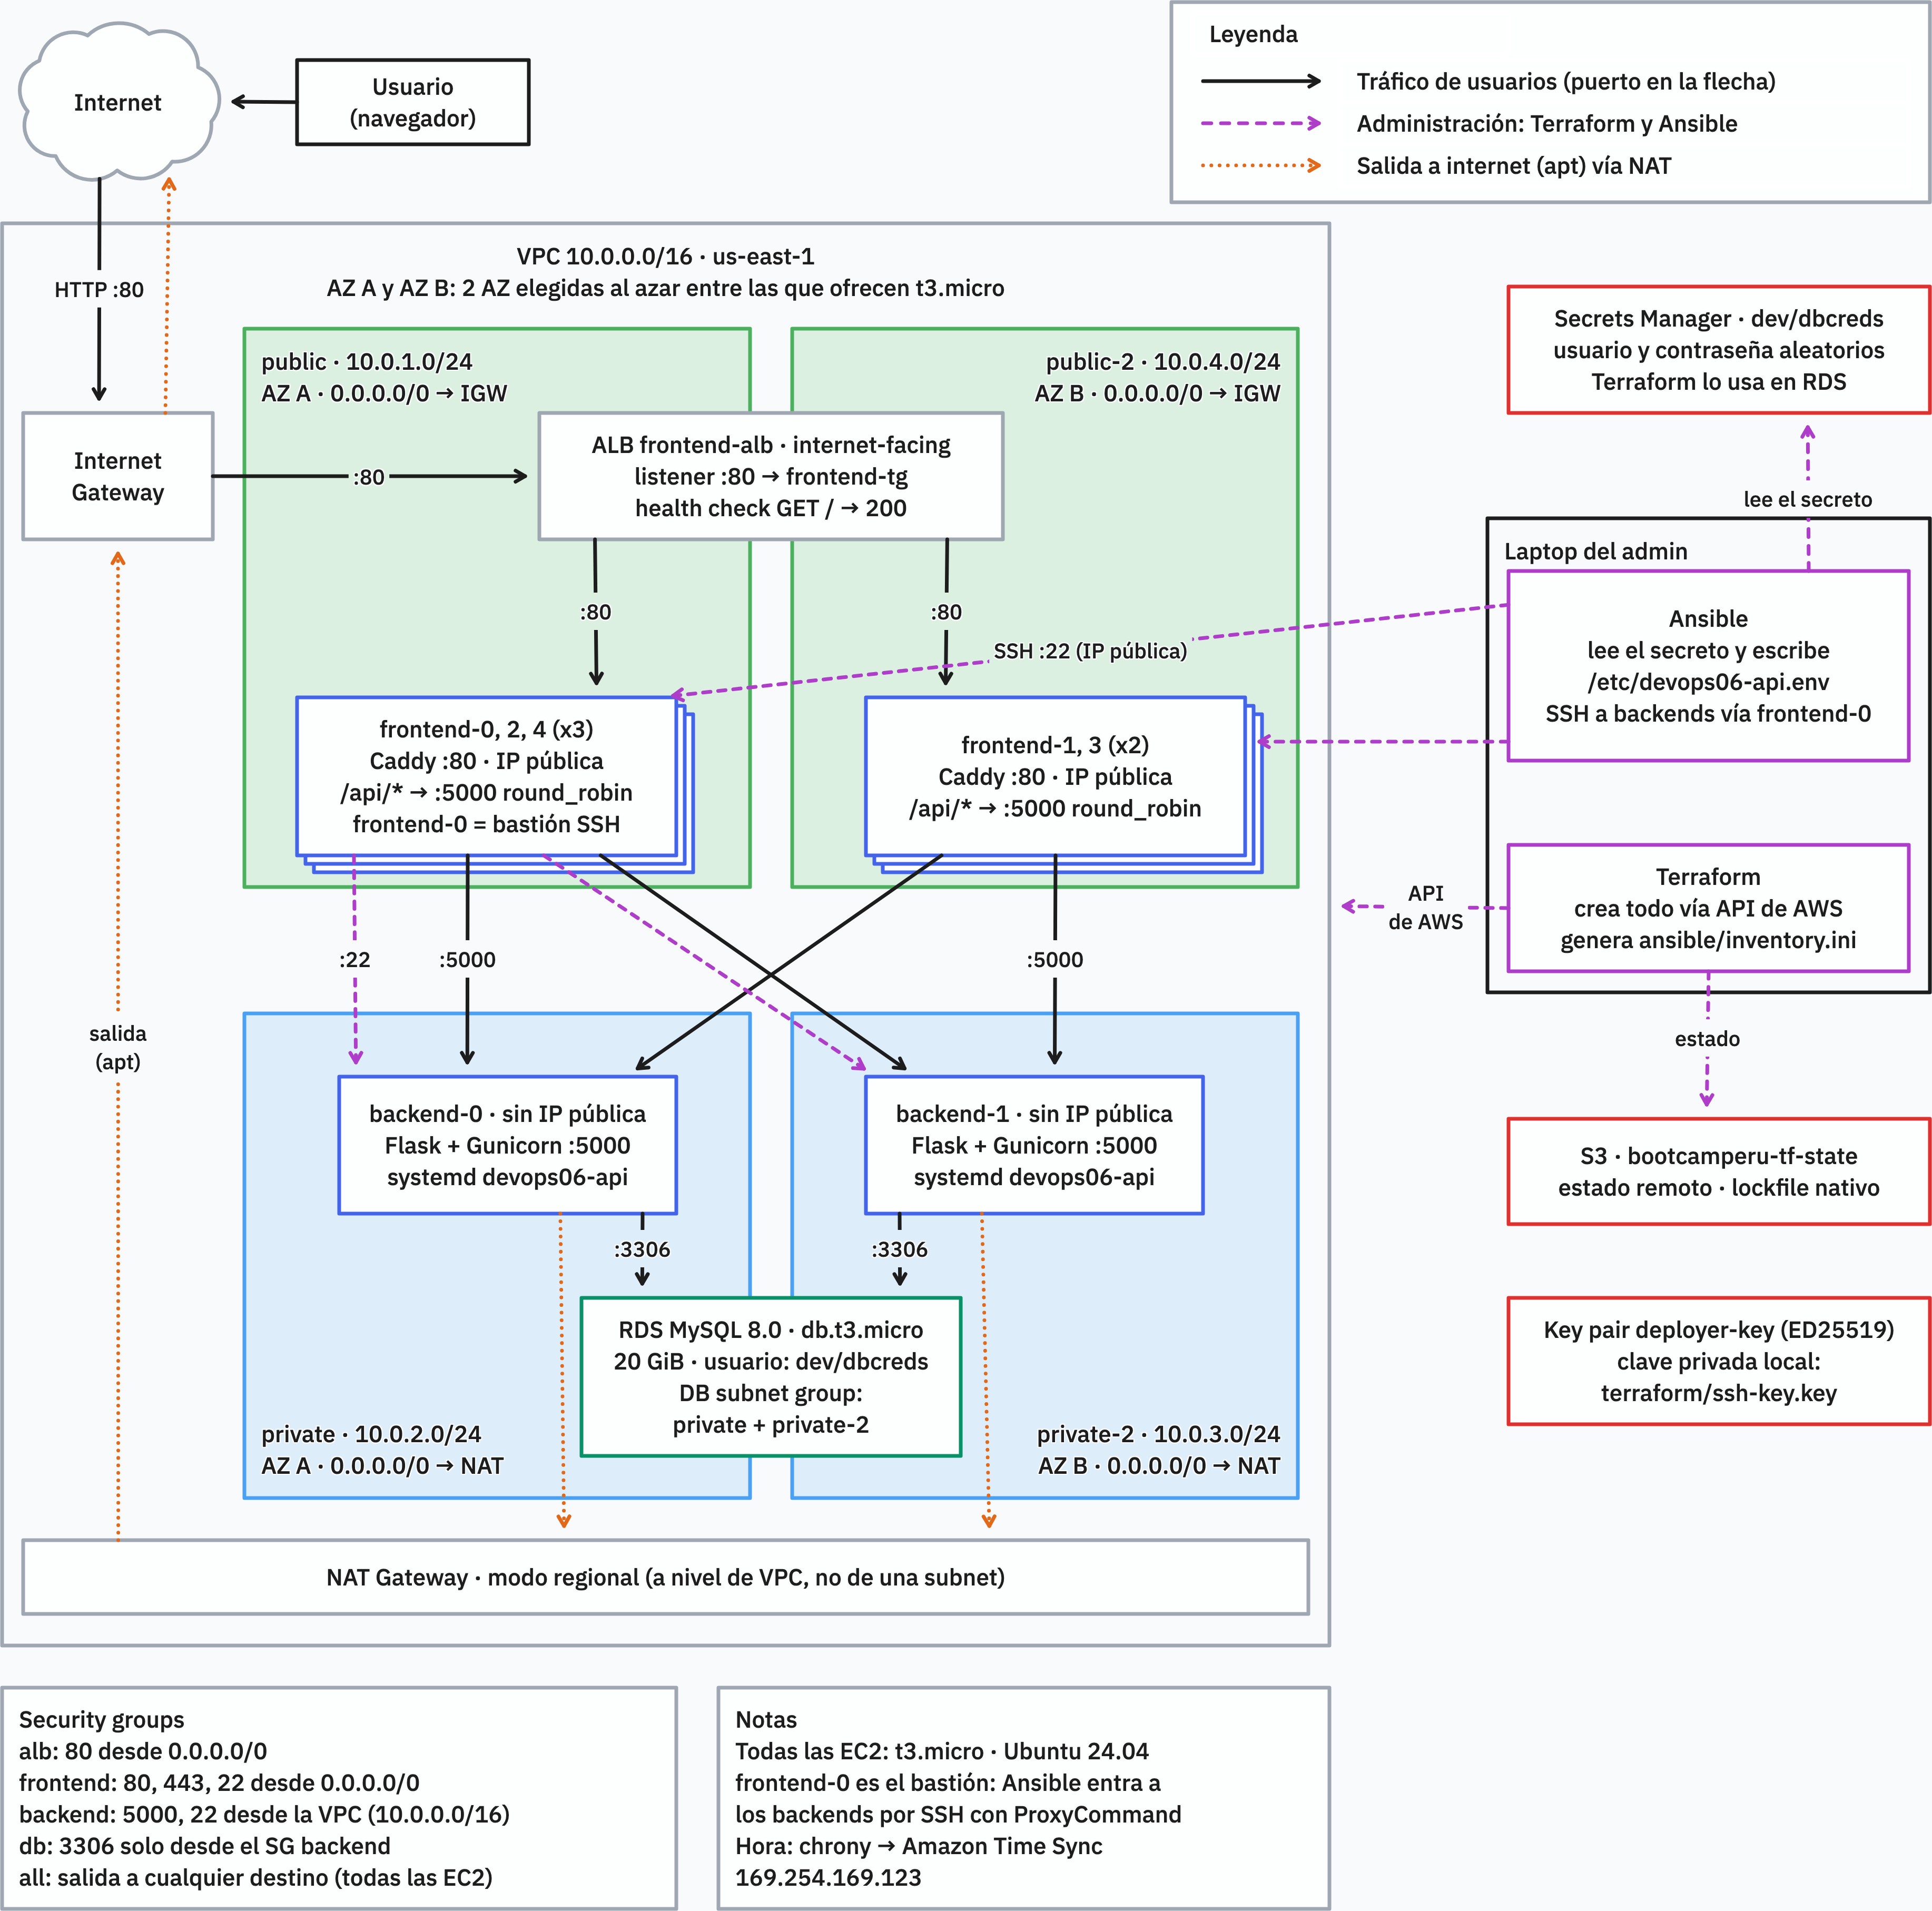 Internet
Usuario
(navegador)
Leyenda
Tráfico de usuarios (puerto en la flecha)
Administración: Terraform y Ansible
Salida a internet (apt) vía NAT
HTTP :80
VPC 10.0.0.0/16 · us-east-1
AZ A y AZ B: 2 AZ elegidas al azar entre las que ofrecen t3.micro
public · 10.0.1.0/24
AZ A · 0.0.0.0/0 → IGW
public-2 · 10.0.4.0/24
AZ B · 0.0.0.0/0 → IGW
Internet
Gateway
:80
ALB frontend-alb · internet-facing
listener :80 → frontend-tg
health check GET / → 200
:80
:80
SSH :22 (IP pública)
frontend-0, 2, 4 (x3)
Caddy :80 · IP pública
/api/* → :5000 round_robin
frontend-0 = bastión SSH
frontend-1, 3 (x2)
Caddy :80 · IP pública
/api/* → :5000 round_robin
:22
:5000
:5000
salida
(apt)
backend-0 · sin IP pública
Flask + Gunicorn :5000
systemd devops06-api
backend-1 · sin IP pública
Flask + Gunicorn :5000
systemd devops06-api
:3306
:3306
RDS MySQL 8.0 · db.t3.micro
20 GiB · usuario: dev/dbcreds
DB subnet group:
private + private-2
private · 10.0.2.0/24
AZ A · 0.0.0.0/0 → NAT
private-2 · 10.0.3.0/24
AZ B · 0.0.0.0/0 → NAT
NAT Gateway · modo regional (a nivel de VPC, no de una subnet)
Secrets Manager · dev/dbcreds
usuario y contraseña aleatorios
Terraform lo usa en RDS
lee el secreto
Laptop del admin
Ansible
lee el secreto y escribe
/etc/devops06-api.env
SSH a backends vía frontend-0
Terraform
crea todo vía API de AWS
genera ansible/inventory.ini
API
de AWS
estado
S3 · bootcamperu-tf-state
estado remoto · lockfile nativo
Key pair deployer-key (ED25519)
clave privada local:
terraform/ssh-key.key
Security groups
alb: 80 desde 0.0.0.0/0
frontend: 80, 443, 22 desde 0.0.0.0/0
backend: 5000, 22 desde la VPC (10.0.0.0/16)
db: 3306 solo desde el SG backend
all: salida a cualquier destino (todas las EC2)
Notas
Todas las EC2: t3.micro · Ubuntu 24.04
frontend-0 es el bastión: Ansible entra a
los backends por SSH con ProxyCommand
Hora: chrony → Amazon Time Sync
169.254.169.123